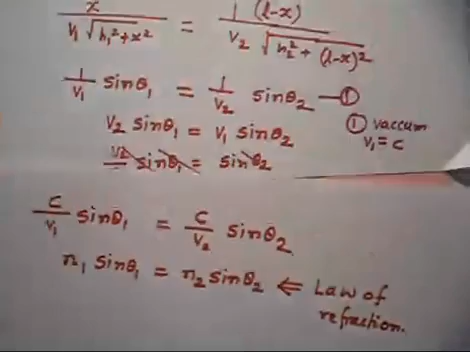 x / v₁ √(h₁² + x²) = 1 (l-x) / v₂ √(h₂² + (l-x)²)
1/v₁ sinθ₁ = 1/v₂ sinθ₂ —①
v₂ sinθ₁ = v₁ sinθ₂
① vaccum
v₁ = c
v₂ sinθ₁ = sinθ₂
c/v₁ sinθ₁ = c/v₂ sinθ₂
n₁ sinθ₁ = n₂ sinθ₂ ⇐ Law of
refraction.